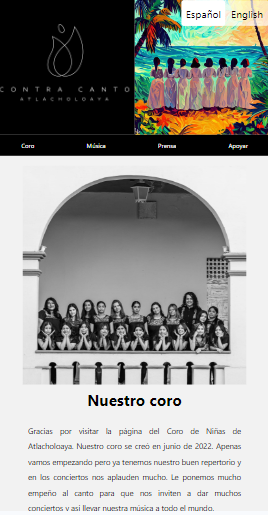 Español English
CONTRA CANTO
ATLACHOLOAYA
Coro Música Prensa Apoyar
Nuestro coro
Gracias por visitar la página del Coro de Niñas de
Atlacholoaya. Nuestro coro se creó en junio de 2022. Apenas
vamos empezando pero ya tenemos nuestro buen repertorio y
en los conciertos nos aplauden mucho. Le ponemos mucho
empeño al canto para que nos inviten a dar muchos
conciertos y así llevar nuestra música a todo el mundo.